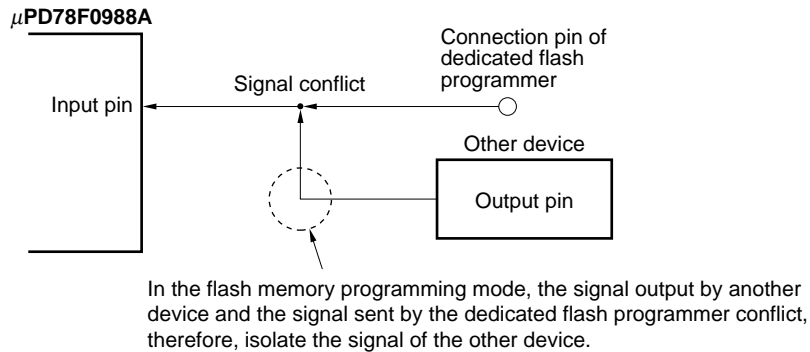 μPD78F0988A
Connection pin of
dedicated flash
programmer
Signal conflict
Input pin
Other device
Output pin
In the flash memory programming mode, the signal output by another
device and the signal sent by the dedicated flash programmer conflict,
therefore, isolate the signal of the other device.